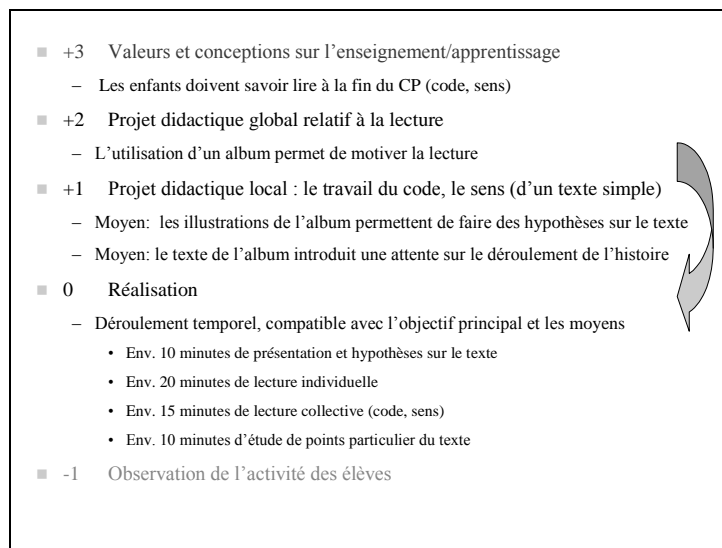 +3 Valeurs et conceptions sur l’enseignement/apprentissage
– Les enfants doivent savoir lire à la fin du CP (code, sens)
+2 Projet didactique global relatif à la lecture
– L’utilisation d’un album permet de motiver la lecture
+1 Projet didactique local : le travail du code, le sens (d’un texte simple)
– Moyen: les illustrations de l’album permettent de faire des hypothèses sur le texte
– Moyen: le texte de l’album introduit une attente sur le déroulement de l’histoire
0 Réalisation
– Déroulement temporel, compatible avec l’objectif principal et les moyens
• Env. 10 minutes de présentation et hypothèses sur le texte
• Env. 20 minutes de lecture individuelle
• Env. 15 minutes de lecture collective (code, sens)
• Env. 10 minutes d’étude de points particulier du texte
-1 Observation de l’activité des élèves